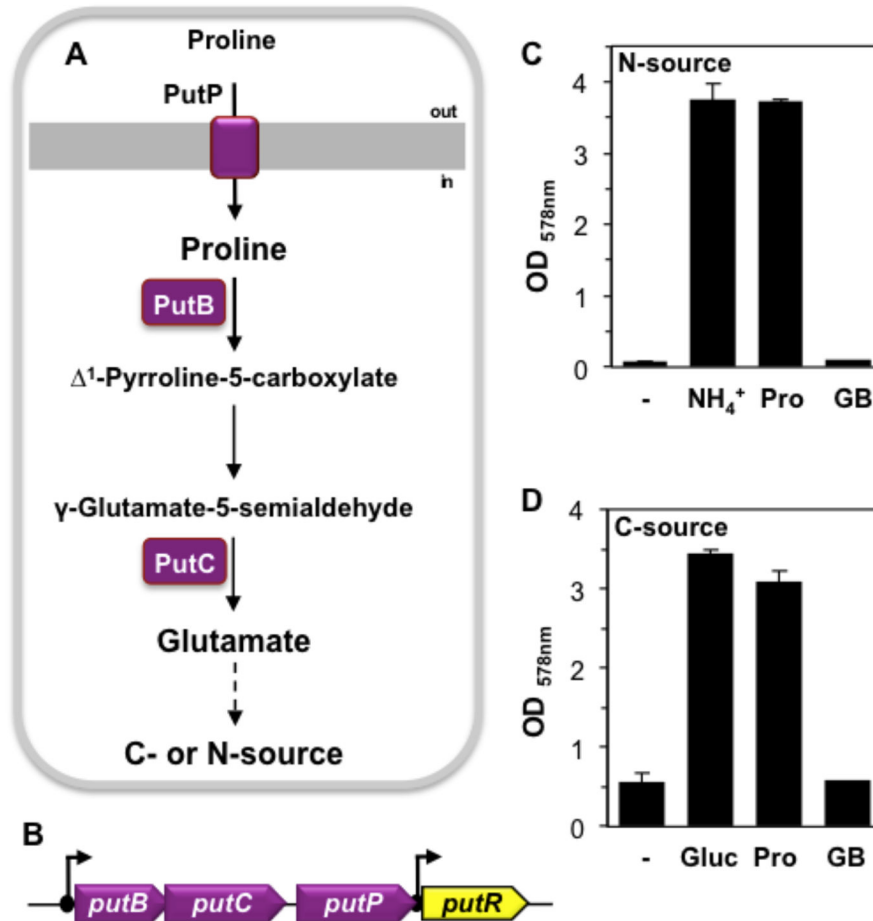 A
Proline
PutP
out
in
Proline
PutB
Δ¹-Pyrroline-5-carboxylate
γ-Glutamate-5-semialdehyde
PutC
Glutamate
C- or N-source
B
putB putC putP putR
C
N-source
OD 578nm
4
3
2
1
0
- NH₄⁺ Pro GB
D
C-source
OD 578nm
4
3
2
1
0
- Gluc Pro GB